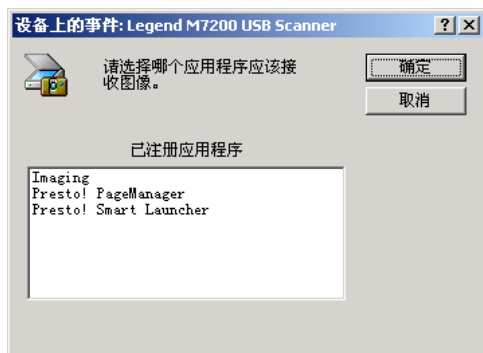 设备上的事件: Legend M7200 USB Scanner
请选择哪个应用程序应该接
收图像。
确定
取消
已注册应用程序
Imaging
Presto! PageManager
Presto! Smart Launcher